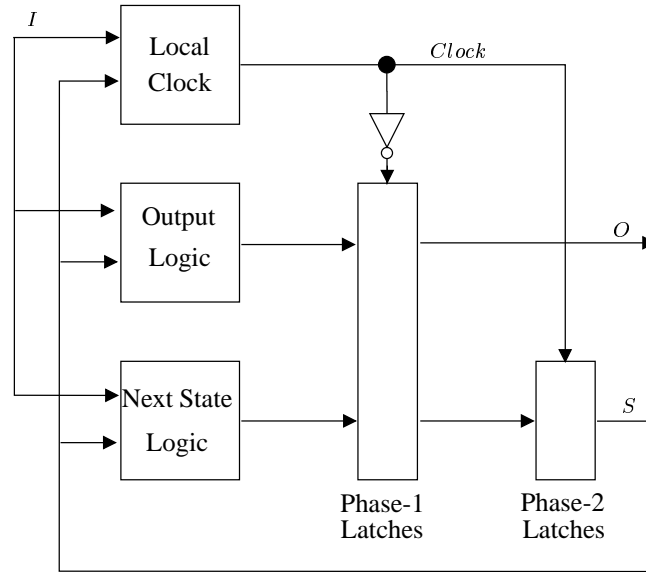 I
Local
Clock
Clock
Output
Logic
O
Next State
Logic
S
Phase-1
Latches
Phase-2
Latches